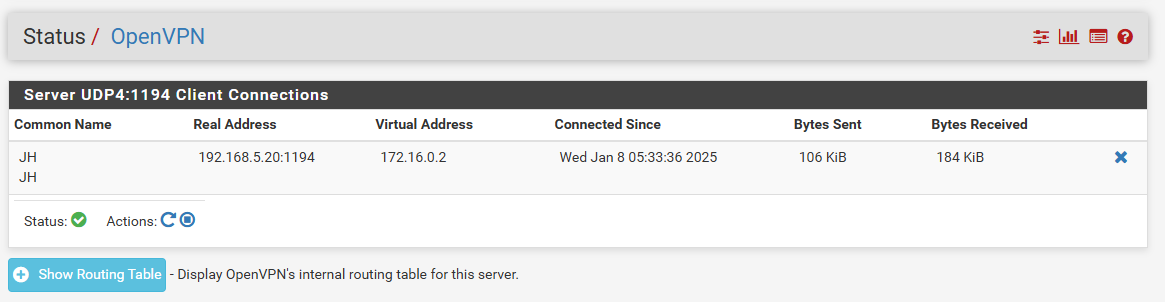 Status / OpenVPN
Server UDP4:1194 Client Connections
Common Name Real Address Virtual Address Connected Since Bytes Sent Bytes Received
JH 192.168.5.20:1194 172.16.0.2 Wed Jan 8 05:33:36 2025 106 KiB 184 KiB
JH
Status: Actions:
Show Routing Table - Display OpenVPN's internal routing table for this server.